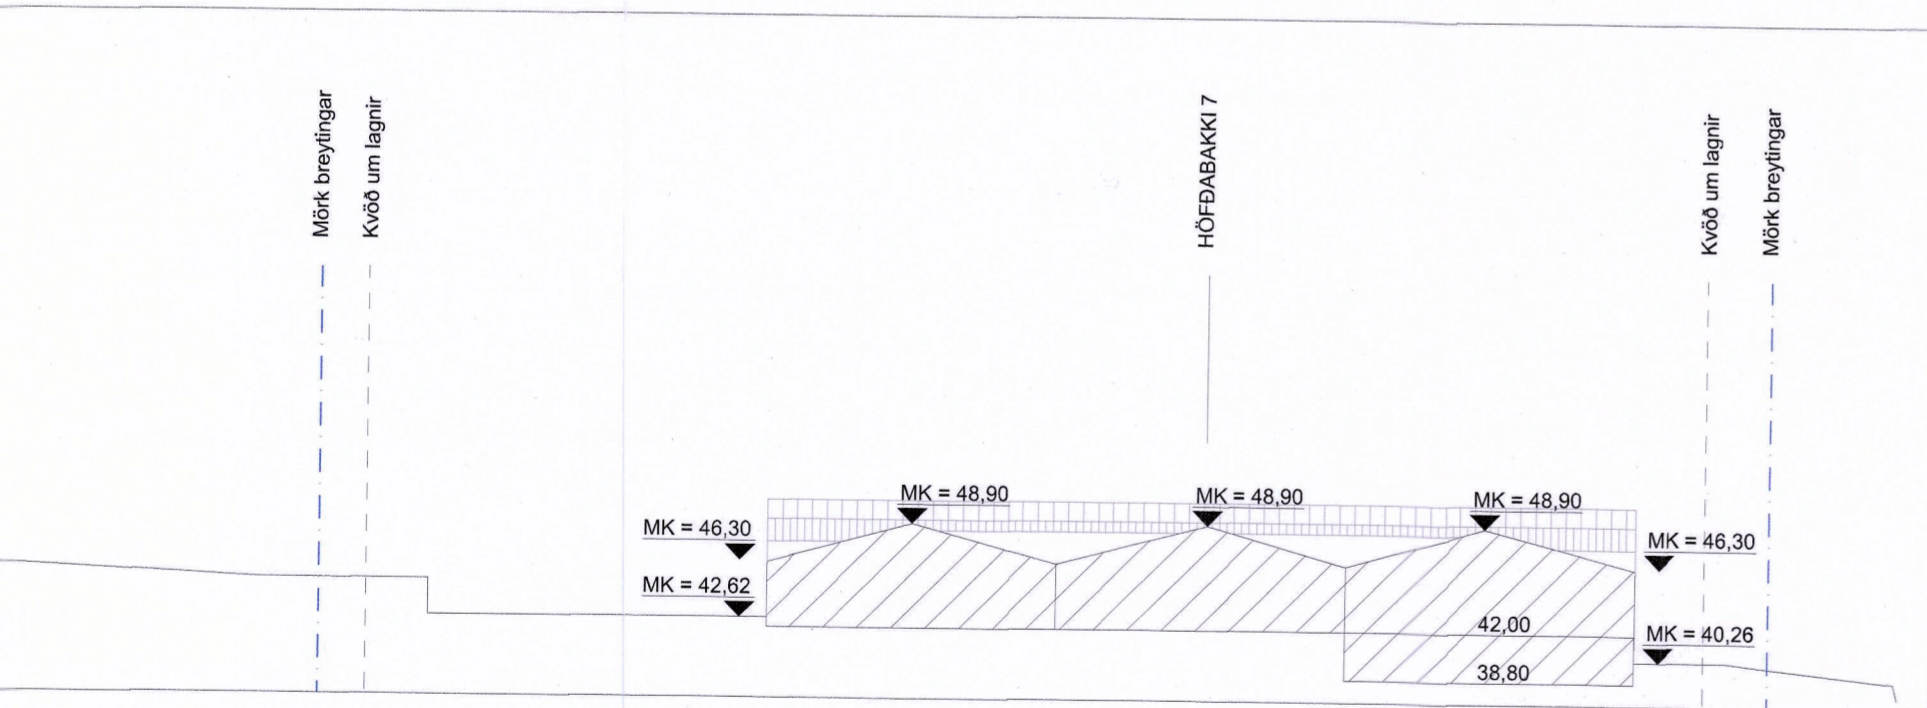 Mörk breytingar
Kvöð um lagnir
HÖFÐABAKKI 7
Kvöð um lagnir
Mörk breytingar
MK = 48,90
MK = 48,90
MK = 48,90
MK = 46,30
MK = 46,30
MK = 42,62
42,00
MK = 40,26
38,80